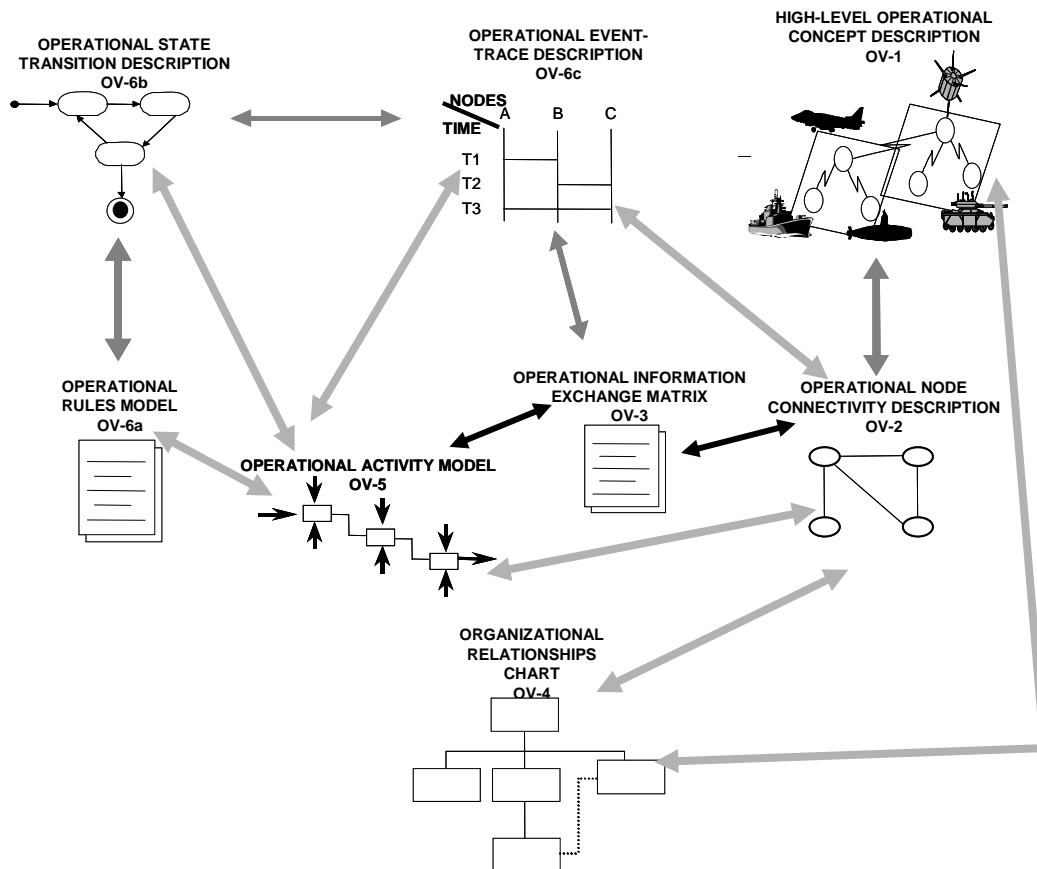 OPERATIONAL STATE
TRANSITION DESCRIPTION
OV-6b
OPERATIONAL EVENT-
TRACE DESCRIPTION
OV-6c
NODES
TIME
A
B
C
T1
T2
T3
HIGH-LEVEL OPERATIONAL
CONCEPT DESCRIPTION
OV-1
OPERATIONAL
RULES MODEL
OV-6a
OPERATIONAL ACTIVITY MODEL
OV-5
OPERATIONAL INFORMATION
EXCHANGE MATRIX
OV-3
OPERATIONAL NODE
CONNECTIVITY DESCRIPTION
OV-2
ORGANIZATIONAL
RELATIONSHIPS
CHART
OV-4